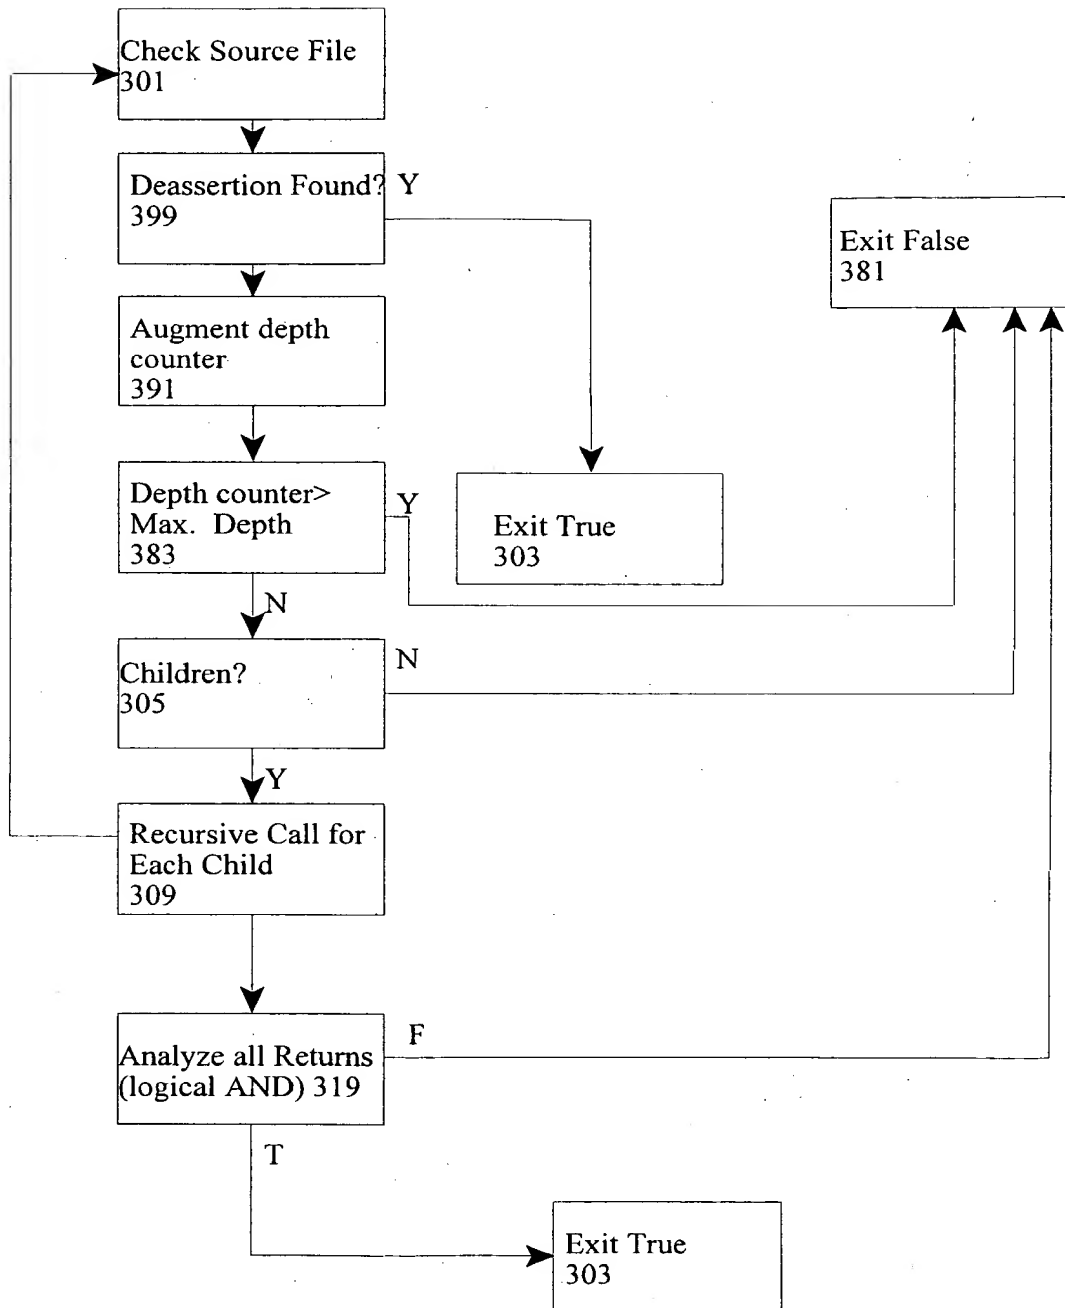 Check Source File
301
Deassertion Found? Y
399
Exit False
381
Augment depth
counter
391
Depth counter>
Max. Depth
383
Y
Exit True
303
N
Children?
305
N
Y
Recursive Call for
Each Child
309
Analyze all Returns
(logical AND) 319
F
T
Exit True
303